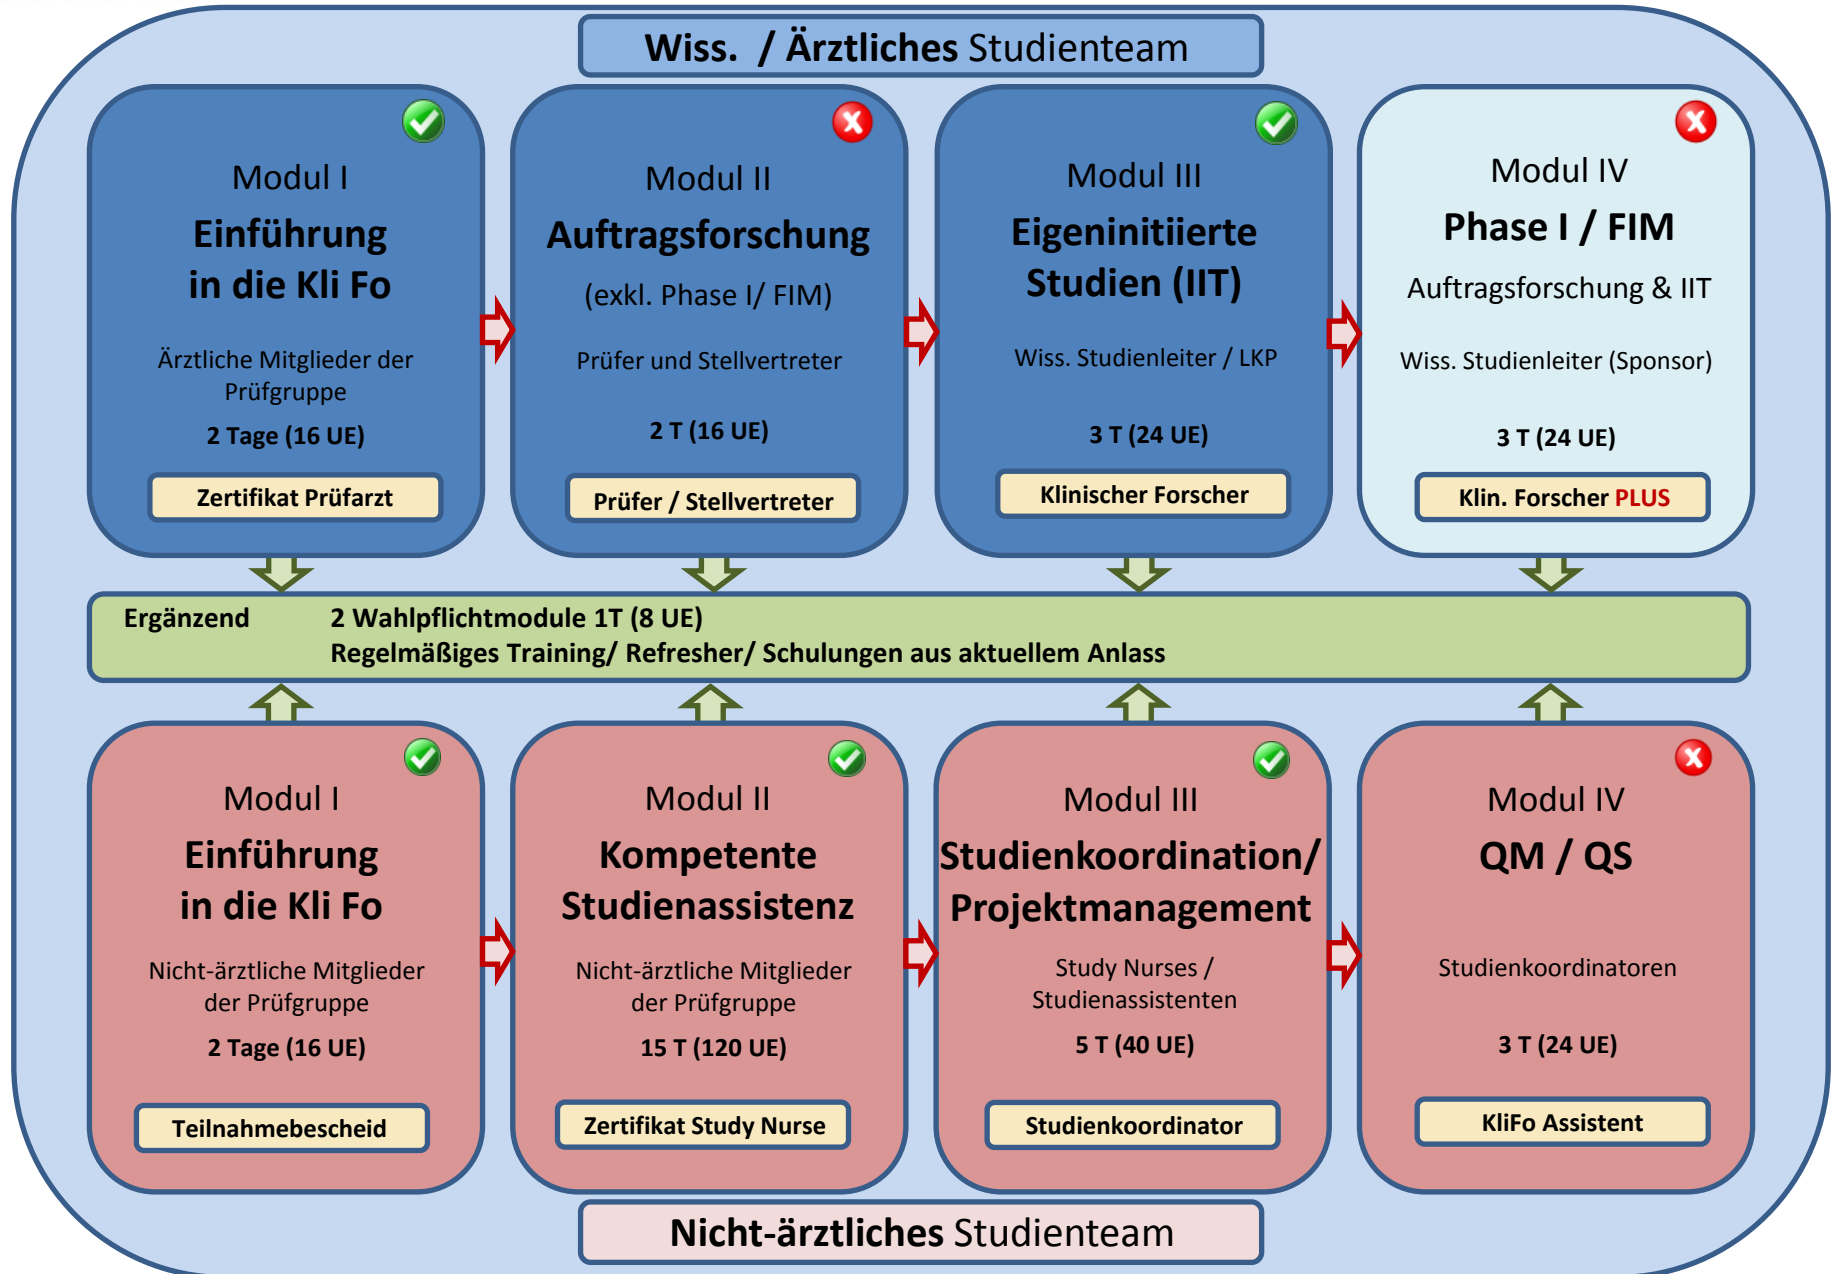 Wiss. / Ärztliches Studienteam
Modul I
Einführung
in die Kli Fo
Ärztliche Mitglieder der
Prüfgruppe
2 Tage (16 UE)
Zertifikat Prüfarzt
Modul II
Auftragsforschung
(exkl. Phase I/ FIM)
Prüfer und Stellvertreter
2 T (16 UE)
Prüfer / Stellvertreter
Modul III
Eigeninitiierte
Studien (IIT)
Wiss. Studienleiter / LKP
3 T (24 UE)
Klinischer Forscher
Modul IV
Phase I / FIM
Auftragsforschung & IIT
Wiss. Studienleiter (Sponsor)
3 T (24 UE)
Klin. Forscher PLUS
Ergänzend 2 Wahlpflichtmodule 1T (8 UE)
Regelmäßiges Training/ Refresher/ Schulungen aus aktuellem Anlass
Modul I
Einführung
in die Kli Fo
Nicht-ärztliche Mitglieder
der Prüfgruppe
2 Tage (16 UE)
Teilnahmebescheid
Modul II
Kompetente
Studienassistenz
Nicht-ärztliche Mitglieder
der Prüfgruppe
15 T (120 UE)
Zertifikat Study Nurse
Modul III
Studienkoordination/
Projektmanagement
Study Nurses /
Studienassistenten
5 T (40 UE)
Studienkoordinator
Modul IV
QM / QS
Studienkoordinatoren
3 T (24 UE)
KliFo Assistent
Nicht-ärztliches Studienteam